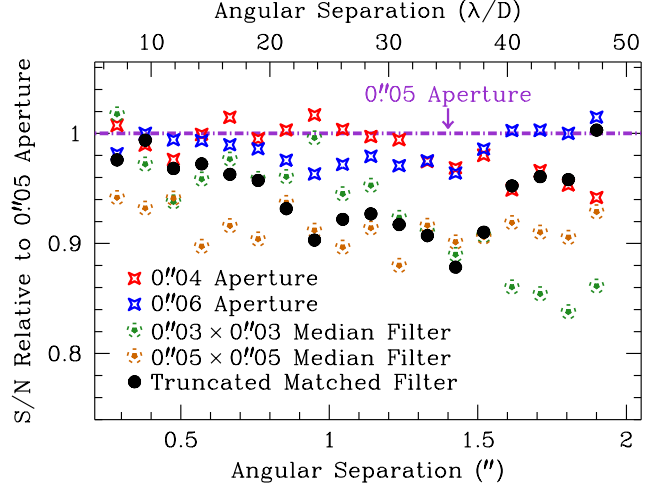 Angular Separation (λ/D)
10 20 30 40 50
S/N Relative to 0″.05 Aperture
0″.05 Aperture
1
0.9
0.8
0″.04 Aperture
0″.06 Aperture
0″.03 × 0″.03 Median Filter
0″.05 × 0″.05 Median Filter
Truncated Matched Filter
0.5 1 1.5 2
Angular Separation (″)